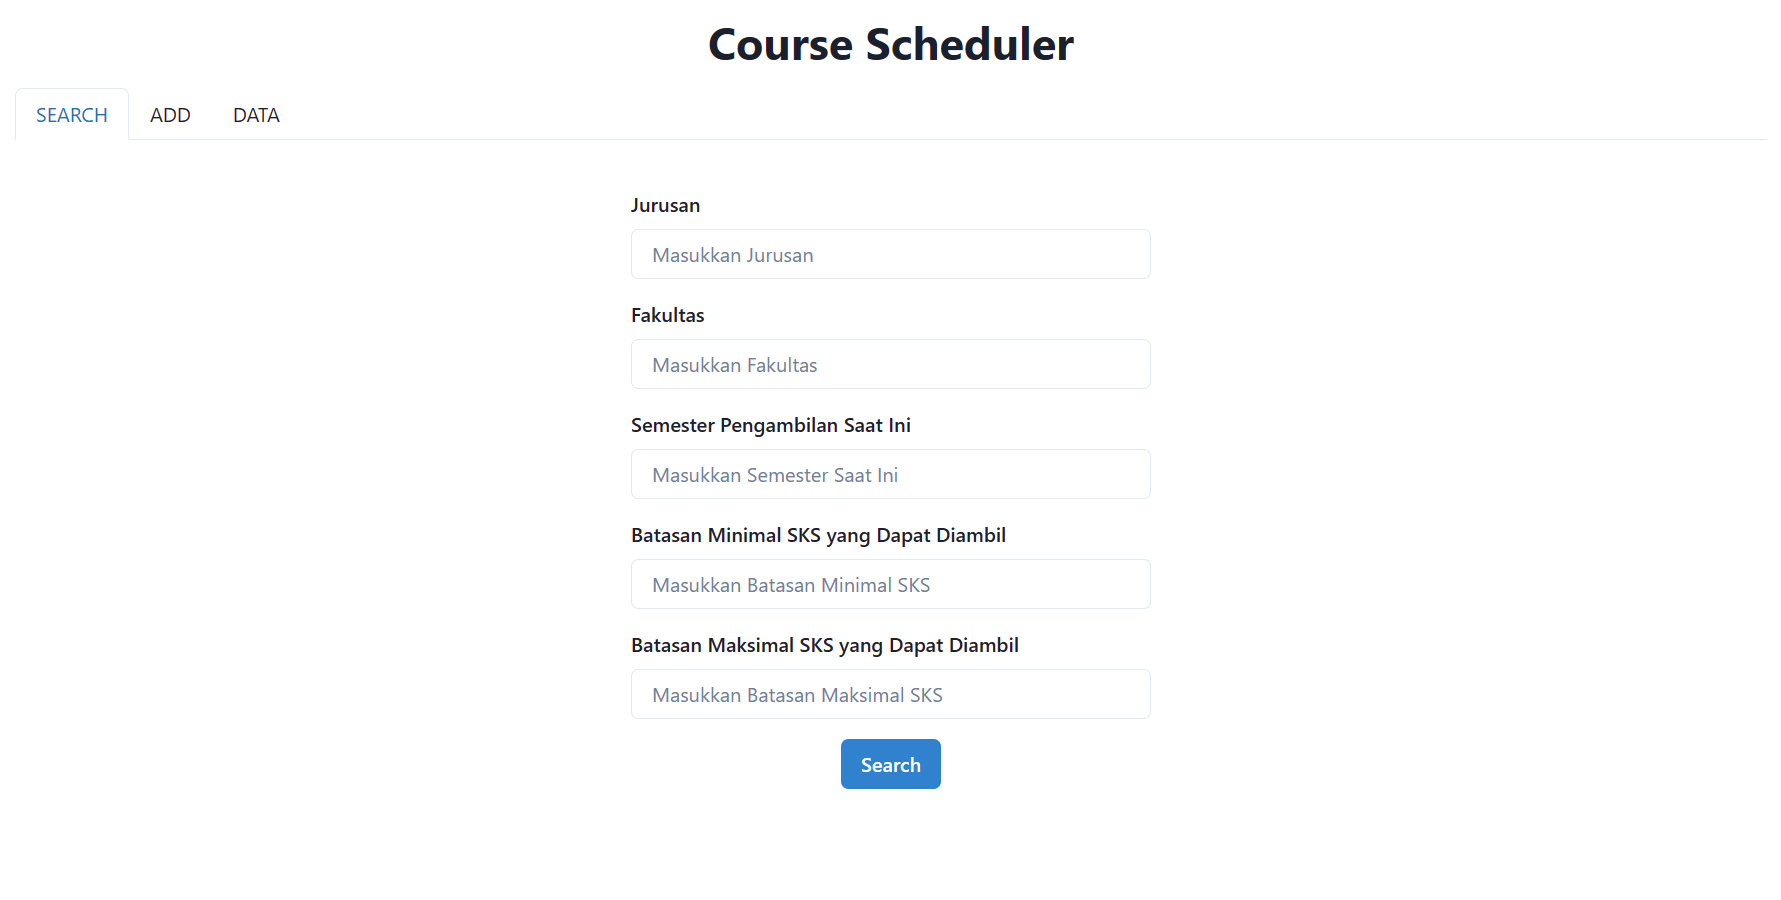 Course Scheduler
SEARCH ADD DATA
Jurusan
Masukkan Jurusan
Fakultas
Masukkan Fakultas
Semester Pengambilan Saat Ini
Masukkan Semester Saat Ini
Batasan Minimal SKS yang Dapat Diambil
Masukkan Batasan Minimal SKS
Batasan Maksimal SKS yang Dapat Diambil
Masukkan Batasan Maksimal SKS
Search